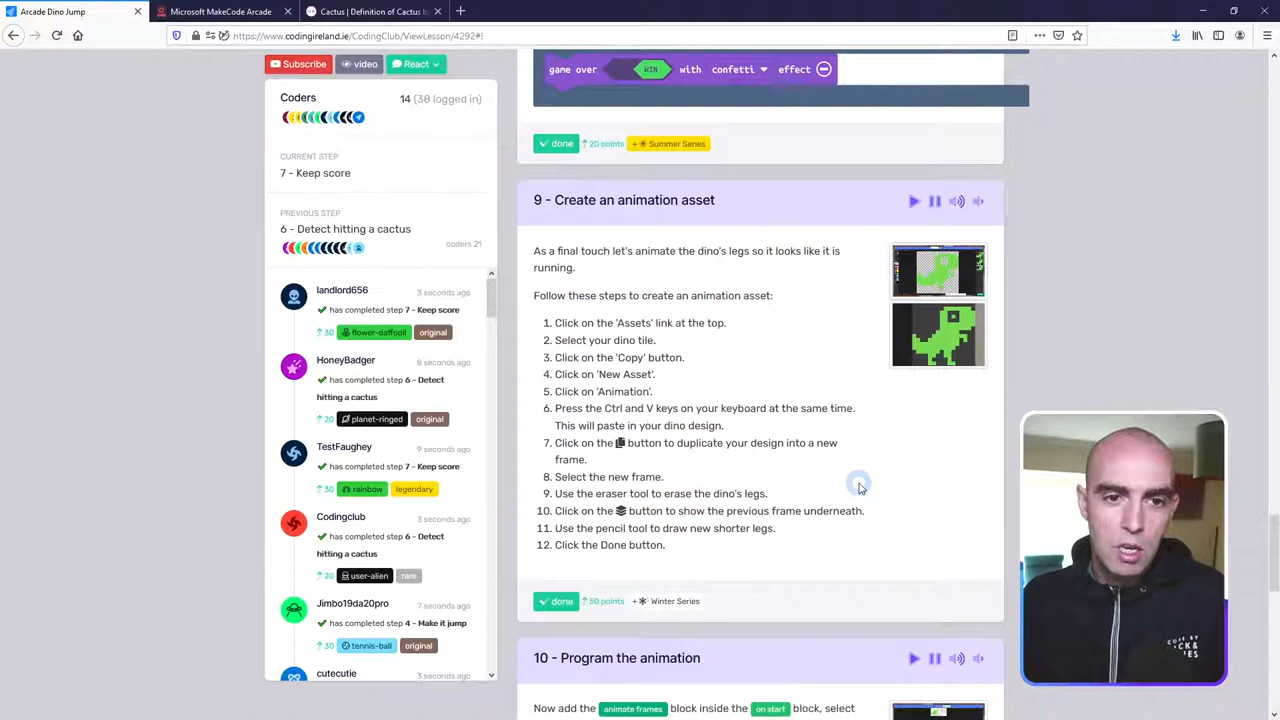 Arcade Dino Jump
Microsoft MakeCode Arcade
Cactus | Definition of Cactus b
https://www.codingireland.ie/CodingClub/ViewLesson/4292#
Subscribe
video
React
Coders
14 (38 logged in)
CURRENT STEP
7 - Keep score
PREVIOUS STEP
6 - Detect hitting a cactus
coders.21
landlord656
3 seconds ago
has completed step 7 - Keep score
30 flower-daffodil original
HoneyBadger
8 seconds ago
has completed step 6 - Detect
hitting a cactus
20 planet-ringed original
TestFaughey
9 seconds ago
has completed step 7 - Keep score
30 rainbow legendary
Codingclub
3 seconds ago
has completed step 6 - Detect
hitting a cactus
20 user-alien rare
Jimbo19da20pro
7 seconds ago
has completed step 4 - Make it jump
30 tennis-ball original
cutecutie
3 seconds ago
game over WIN with confetti effect
done 20 points + Summer Series
9 - Create an animation asset
As a final touch let's animate the dino's legs so it looks like it is
running.
Follow these steps to create an animation asset:
1. Click on the 'Assets' link at the top.
2. Select your dino tile.
3. Click on the 'Copy' button.
4. Click on 'New Asset'.
5. Click on 'Animation'.
6. Press the Ctrl and V keys on your keyboard at the same time.
This will paste in your dino design.
7. Click on the button to duplicate your design into a new
frame.
8. Select the new frame.
9. Use the eraser tool to erase the dino's legs.
10. Click on the button to show the previous frame underneath.
11. Use the pencil tool to draw new shorter legs.
12. Click the Done button.
done 50 points + Winter Series
10 - Program the animation
Now add the animate frames block inside the on start block, select
CODE BY